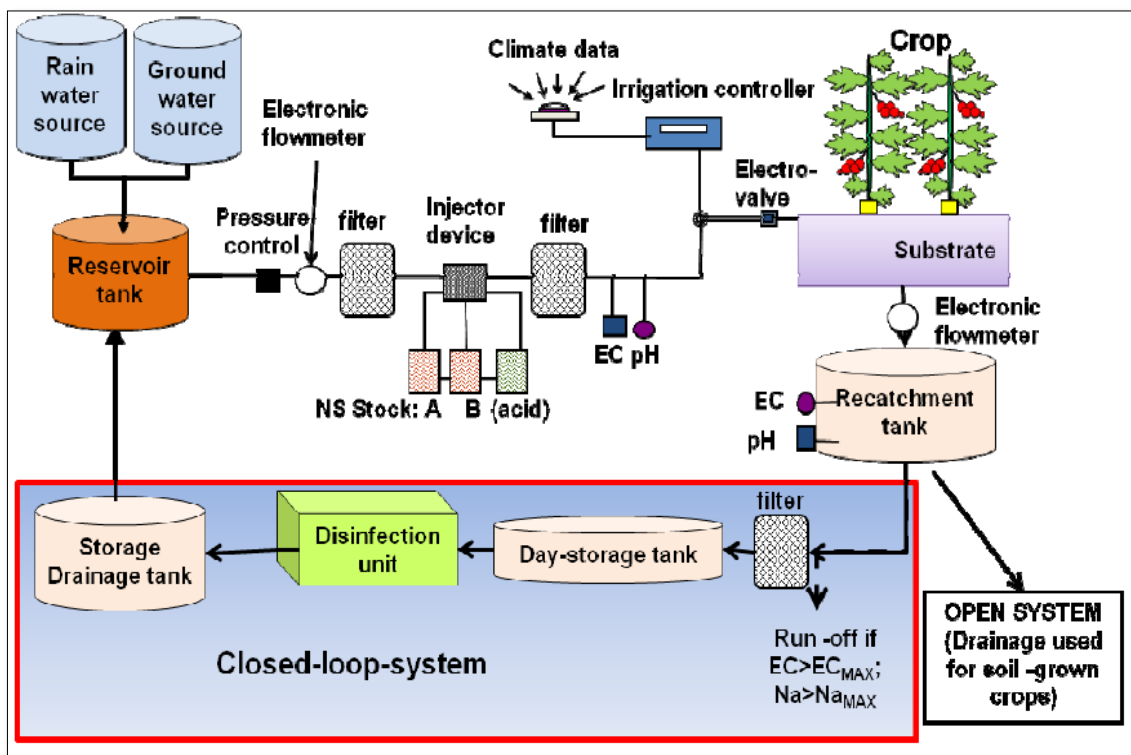 Rain
water
source
Ground
water
source
Electronic
flowmeter
Climate data
Irrigation controller
Crop
Electro-
valve
Pressure
control
filter
Injector
device
filter
Reservoir
tank
Substrate
EC pH
NS Stock: A B (acid)
Electronic
flowmeter
Recatchment
tank
EC
pH
filter
Day-storage tank
Disinfection
unit
Storage
Drainage tank
Run -off if
EC>ECMAX;
Na>NaMAX
Closed-loop-system
OPEN SYSTEM
(Drainage used
for soil -grown
crops)